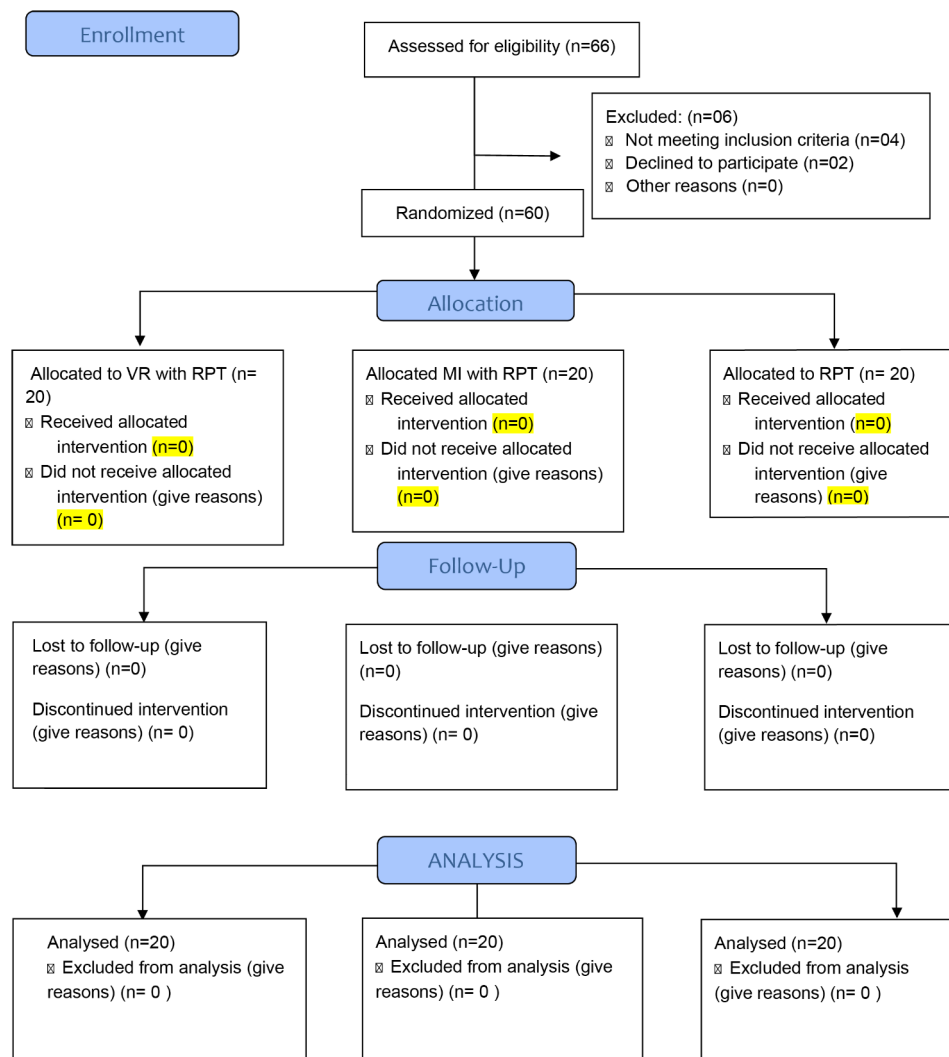 Enrollment
Assessed for eligibility (n=66)
Excluded: (n=06)
Not meeting inclusion criteria (n=04)
Declined to participate (n=02)
Other reasons (n=0)
Randomized (n=60)
Allocation
Allocated to VR with RPT (n=
20)
Received allocated
intervention (n=0)
Did not receive allocated
intervention (give reasons)
(n= 0)
Allocated MI with RPT (n=20)
Received allocated
intervention (n=0)
Did not receive allocated
intervention (give reasons)
(n=0)
Allocated to RPT (n= 20)
Received allocated
intervention (n=0)
Did not receive allocated
intervention (give
reasons) (n=0)
Follow-Up
Lost to follow-up (give
reasons) (n=0)
Discontinued intervention
(give reasons) (n= 0)
Lost to follow-up (give reasons)
(n=0)
Discontinued intervention (give
reasons) (n= 0)
Lost to follow-up (give
reasons) (n=0)
Discontinued intervention
(give reasons) (n=0)
ANALYSIS
Analysed (n=20)
Excluded from analysis (give
reasons) (n= 0 )
Analysed (n=20)
Excluded from analysis (give
reasons) (n= 0 )
Analysed (n=20)
Excluded from analysis
(give reasons) (n= 0 )